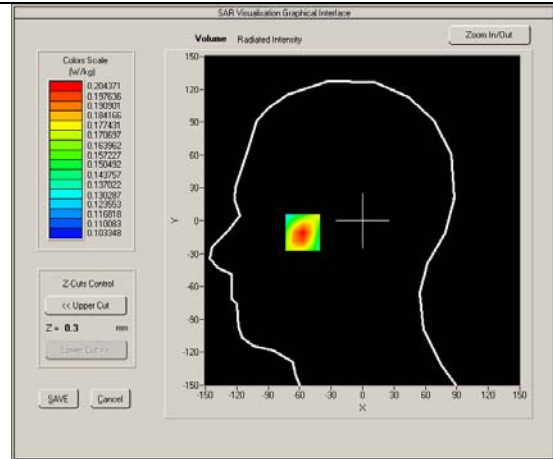 SAR Visualisation Graphical Interface
Volume Radiated Intensity
Zoom In/Out
Colors Scale
(W/kg)
0.204371
0.197636
0.190901
0.184166
0.177431
0.170697
0.163962
0.157227
0.150492
0.143757
0.137022
0.130287
0.123553
0.116818
0.110083
0.103348
Z-Cuts Control
<< Upper Cut
Z = 0.3 mm
Lower Cut >>
SAVE Cancel
Y
150
120
90
60
30
0
-30
-60
-90
-120
-150
-150 -120 -90 -60 -30 0 30 60 90 120 150
X